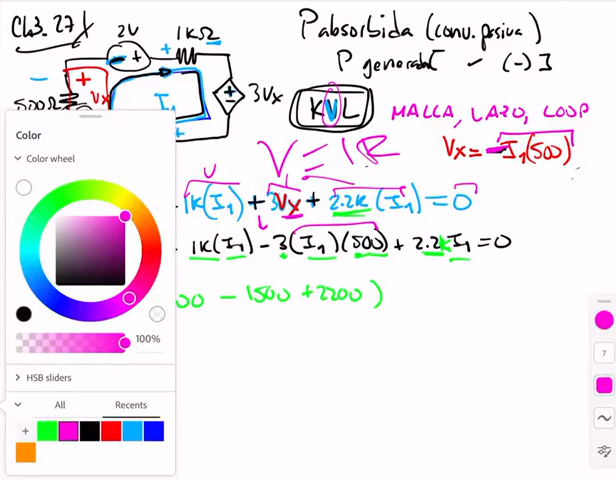 Ch3. 27
2V
1KΩ
Pabsorbida (conv. pasiva)
P generada ✓ (-) I
+
-
+
- +
Vx
I1
3Vx
500Ω
KVL
MALLA, LAZO, LOOP
Vx = -I1(500)
V = IR
1K(I1) + 3Vx + 2.2K(I1) = 0
1K(I1) - 3(I1)(500) + 2.2K I1 = 0
00 - 1500 + 2200)
Color
Color wheel
100%
7
HSB sliders
All
Recents